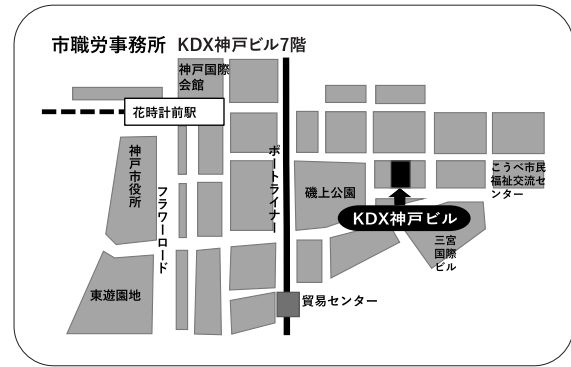 市職労事務所 KDX神戸ビル7階
神戸国際
会館
花時計前駅
神戸市役所
フラワーロード
ポートライナー
磯上公園
こうべ市民
福祉交流セ
ンター
KDX神戸ビル
三宮
国際
ビル
東遊園地
貿易センター